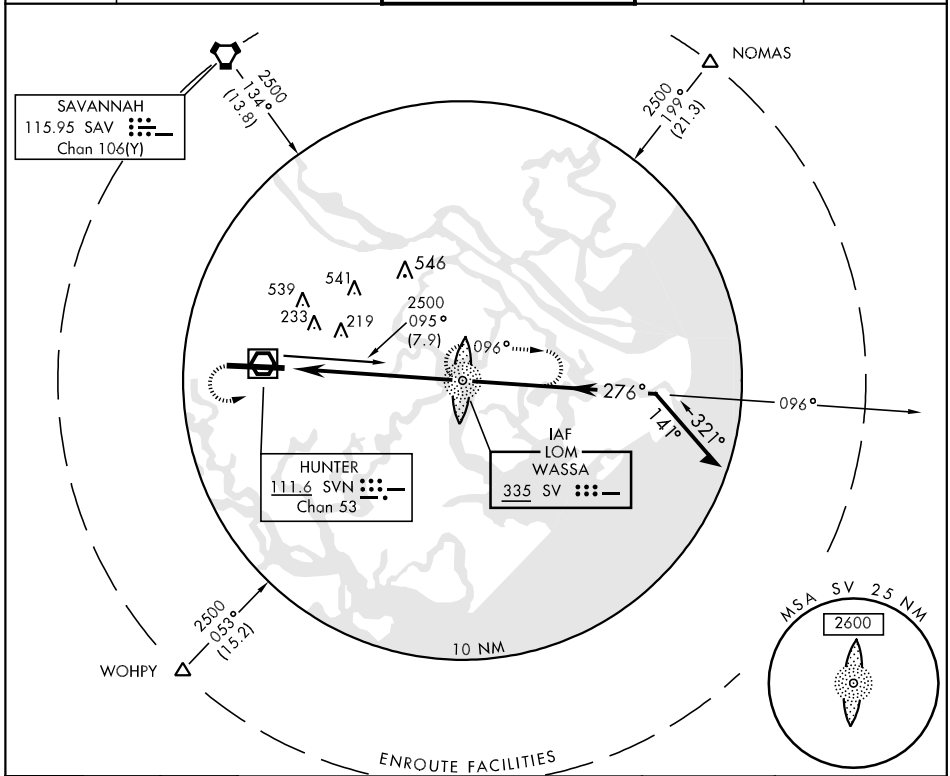 SAVANNAH
115.95 SAV
Chan 106(Y)
2500
134°
(13.8)
NOMAS
2500
199°
(21.3)
546
541
539
233
219
2500
095°
(7.9)
096°
276°
096°
141°
321°
IAF
LOM
WASSA
335 SV
HUNTER
111.6 SVN
Chan 53
2500
053°
(15.2)
WOHPY
10 NM
ENROUTE FACILITIES
MSA SV 25 NM
2600